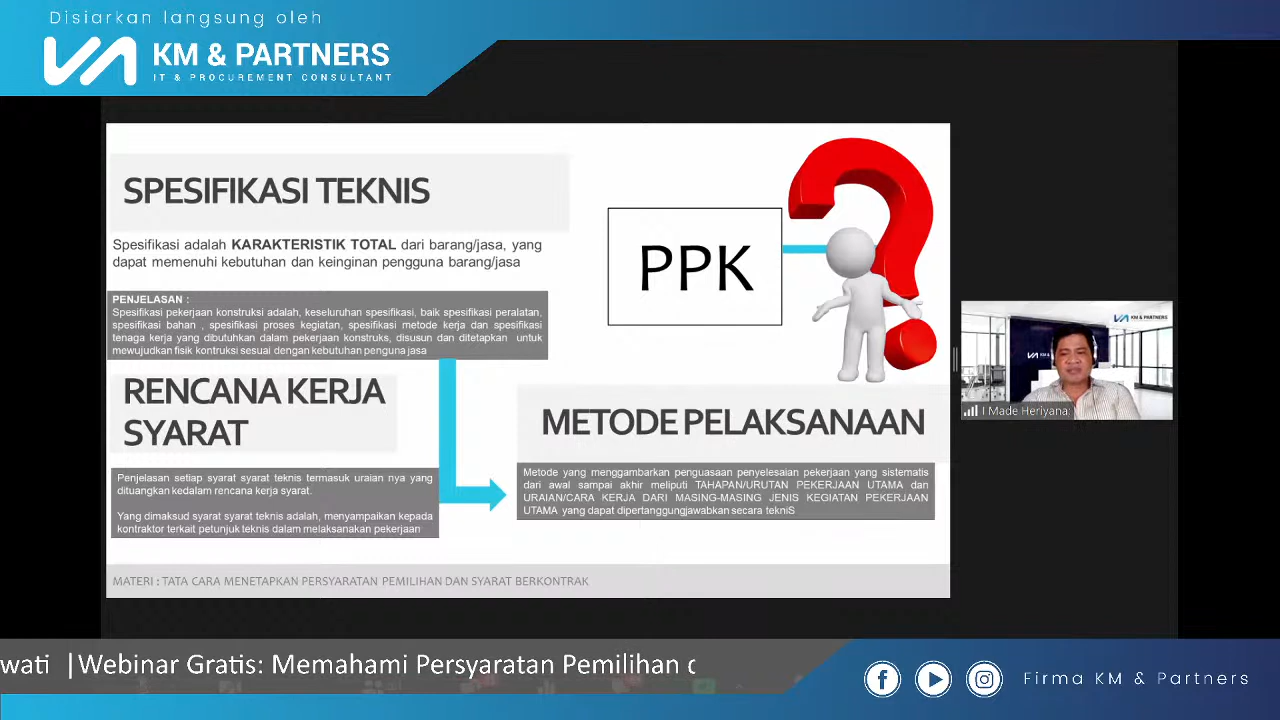 Disiarkan langsung oleh
KM & PARTNERS
IT & PROCUREMENT CONSULTANT
SPESIFIKASI TEKNIS
Spesifikasi adalah KARAKTERISTIK TOTAL dari barang/jasa, yang
dapat memenuhi kebutuhan dan keinginan pengguna barang/jasa
PENJELASAN :
Spesifikasi pekerjaan konstruksi adalah, keseluruhan spesifikasi, baik spesifikasi peralatan,
spesifikasi bahan , spesifikasi proses kegiatan, spesifikasi metode kerja dan spesifikasi
tenaga kerja yang dibutuhkan dalam pekerjaan konstruks, disusun dan ditetapkan untuk
mewujudkan fisik kontruksi sesuai dengan kebutuhan penguna jasa
RENCANA KERJA
SYARAT
Penjelasan setiap syarat syarat teknis termasuk uraian nya yang
dituangkan kedalam rencana kerja syarat.
Yang dimaksud syarat syarat teknis adalah, menyampaikan kepada
kontraktor terkait petunjuk teknis dalam melaksanakan pekerjaan
PPK
METODE PELAKSANAAN
Metode yang menggambarkan penguasaan penyelesaian pekerjaan yang sistematis
dari awal sampai akhir meliputi TAHAPAN/URUTAN PEKERJAAN UTAMA dan
URAIAN/CARA KERJA DARI MASING-MASING JENIS KEGIATAN PEKERJAAN
UTAMA yang dapat dipertanggungjawabkan secara tekniS
MATERI : TATA CARA MENETAPKAN PERSYARATAN PEMILIHAN DAN SYARAT BERKONTRAK
KM & PARTNERS
I Made Heriyana:
wati | Webinar Gratis: Memahami Persyaratan Pemilihan
Firma KM & Partners